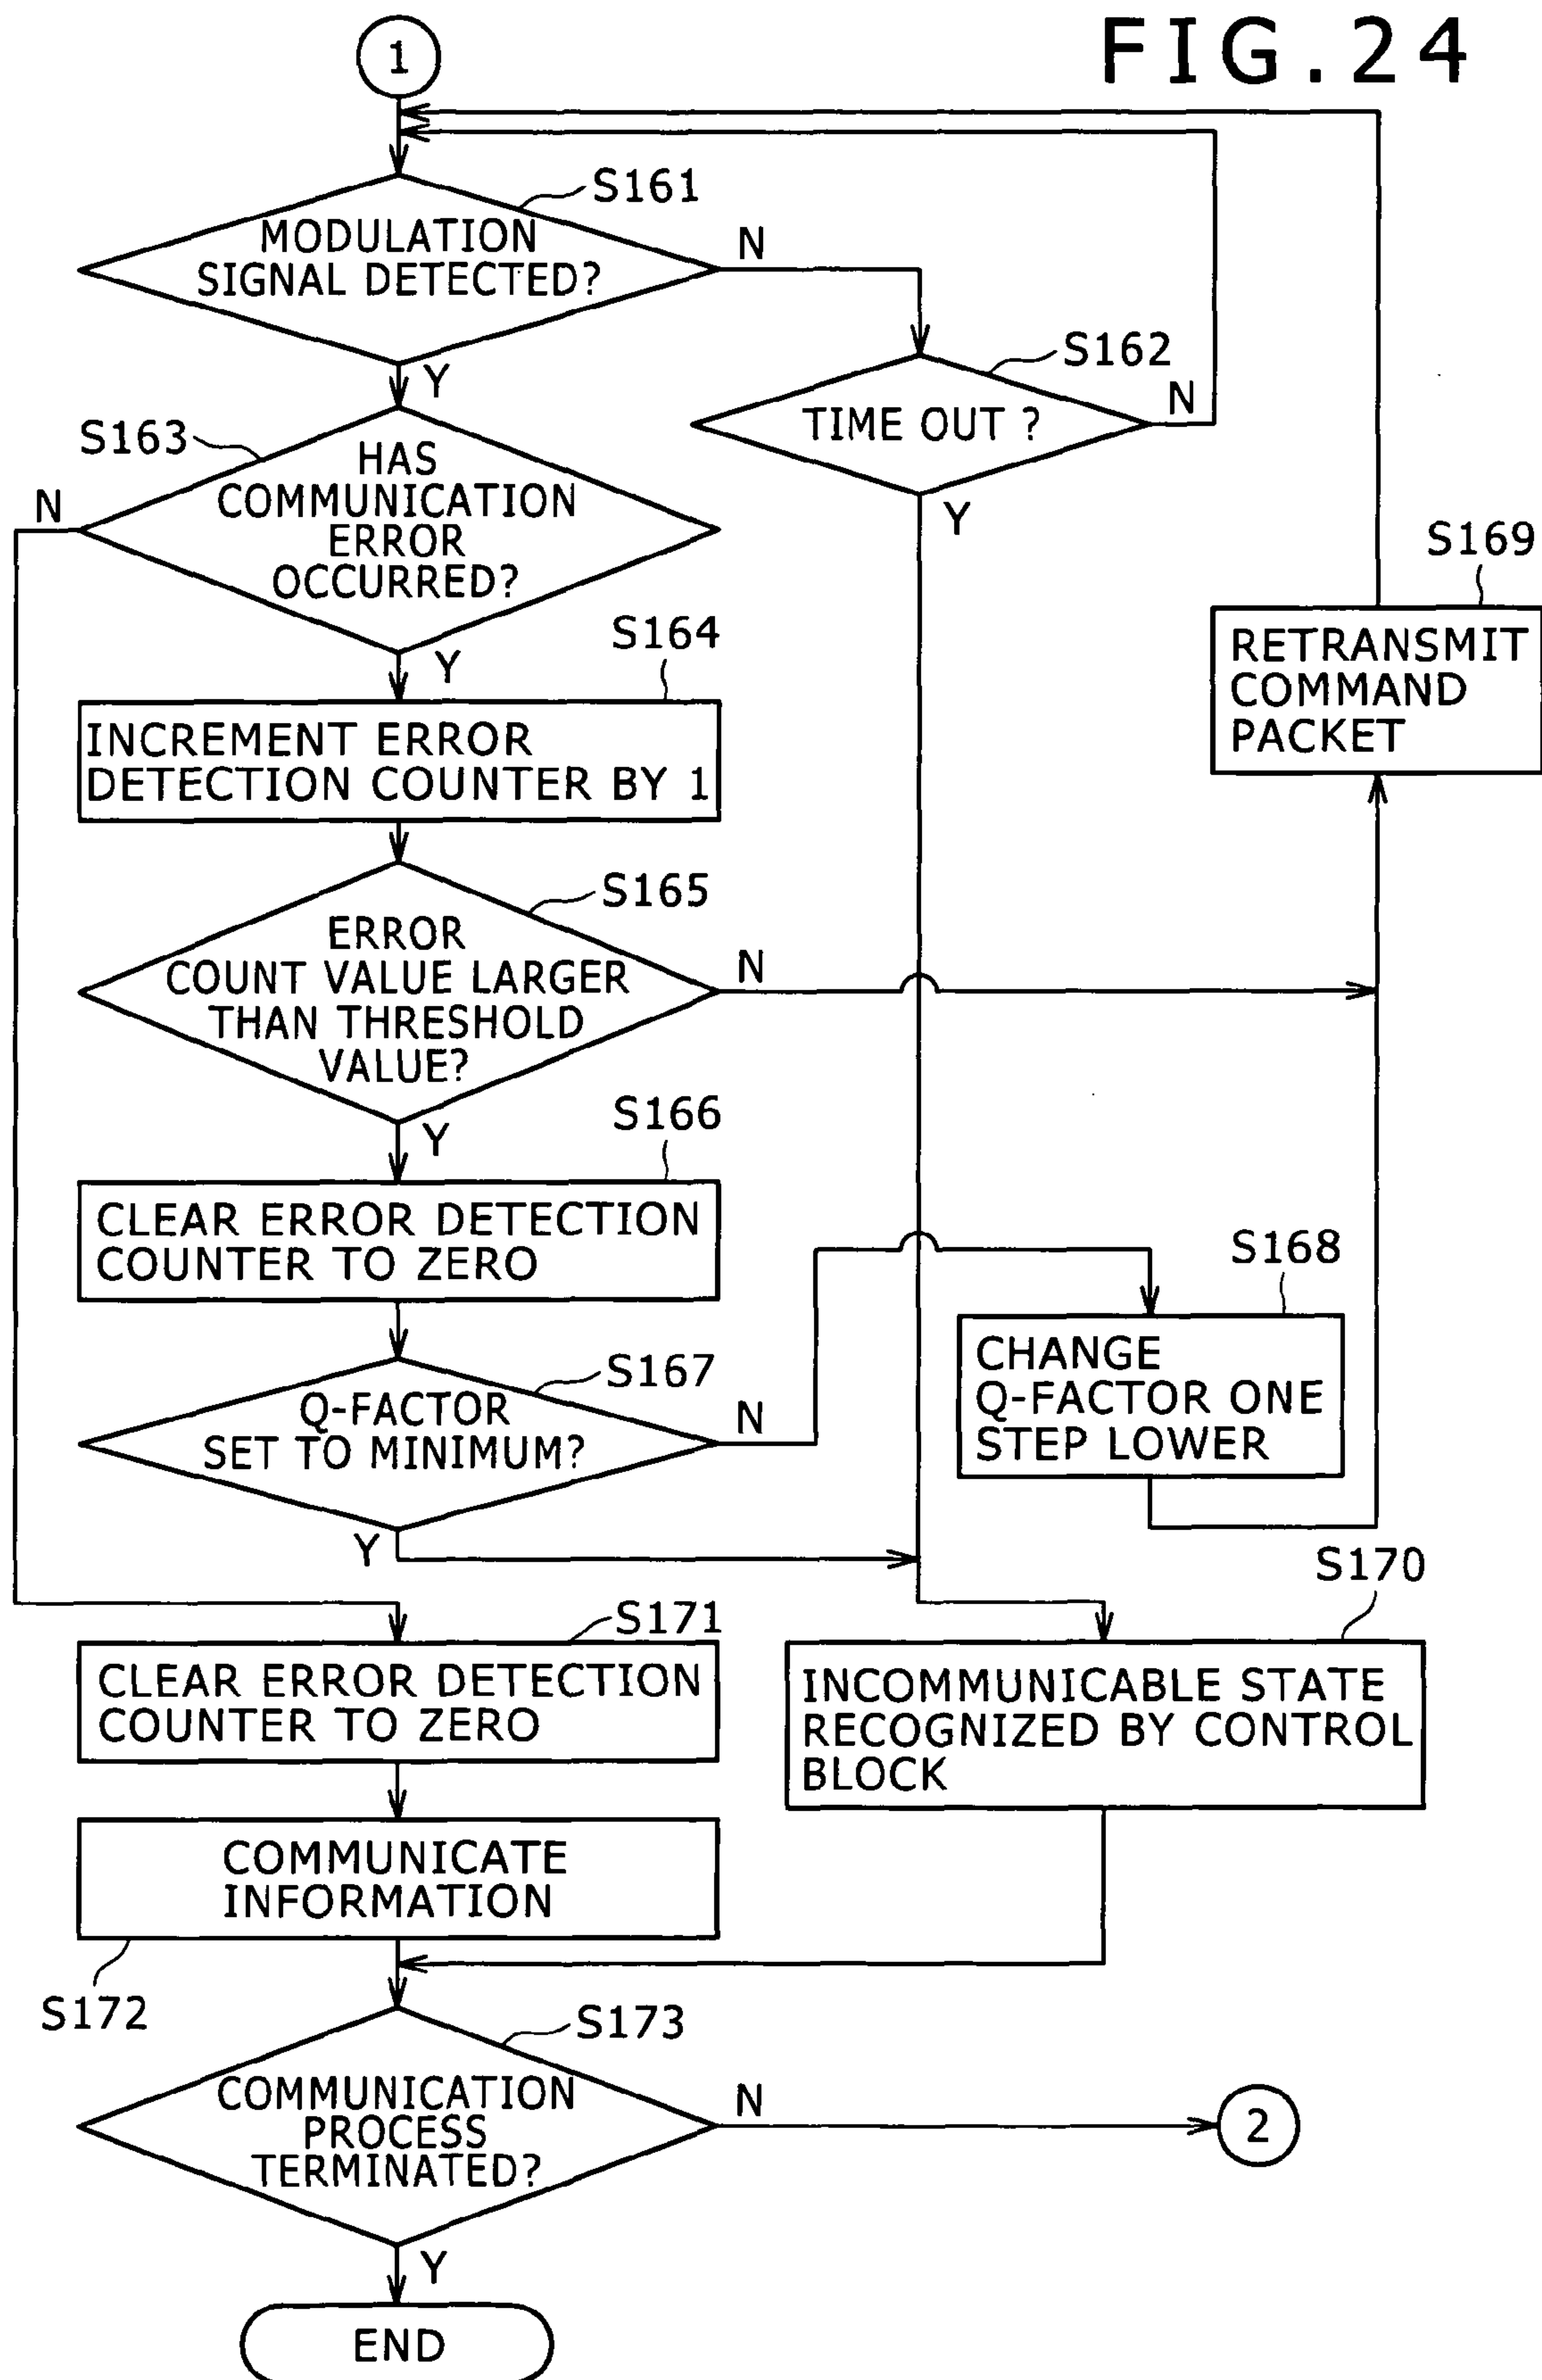 FIG.24
1
S161
MODULATION
SIGNAL DETECTED?
N
Y
S162
TIME OUT ?
N
Y
S163
HAS
COMMUNICATION
ERROR
OCCURRED?
N
Y
S169
RETRANSMIT
COMMAND
PACKET
S164
INCREMENT ERROR
DETECTION COUNTER BY 1
S165
ERROR
COUNT VALUE LARGER
THAN THRESHOLD
VALUE?
N
Y
S166
CLEAR ERROR DETECTION
COUNTER TO ZERO
S168
CHANGE
Q-FACTOR ONE
STEP LOWER
S167
Q-FACTOR
SET TO MINIMUM?
N
Y
S170
INCOMMUNICABLE STATE
RECOGNIZED BY CONTROL
BLOCK
S171
CLEAR ERROR DETECTION
COUNTER TO ZERO
COMMUNICATE
INFORMATION
S172
S173
COMMUNICATION
PROCESS
TERMINATED?
N
2
Y
END